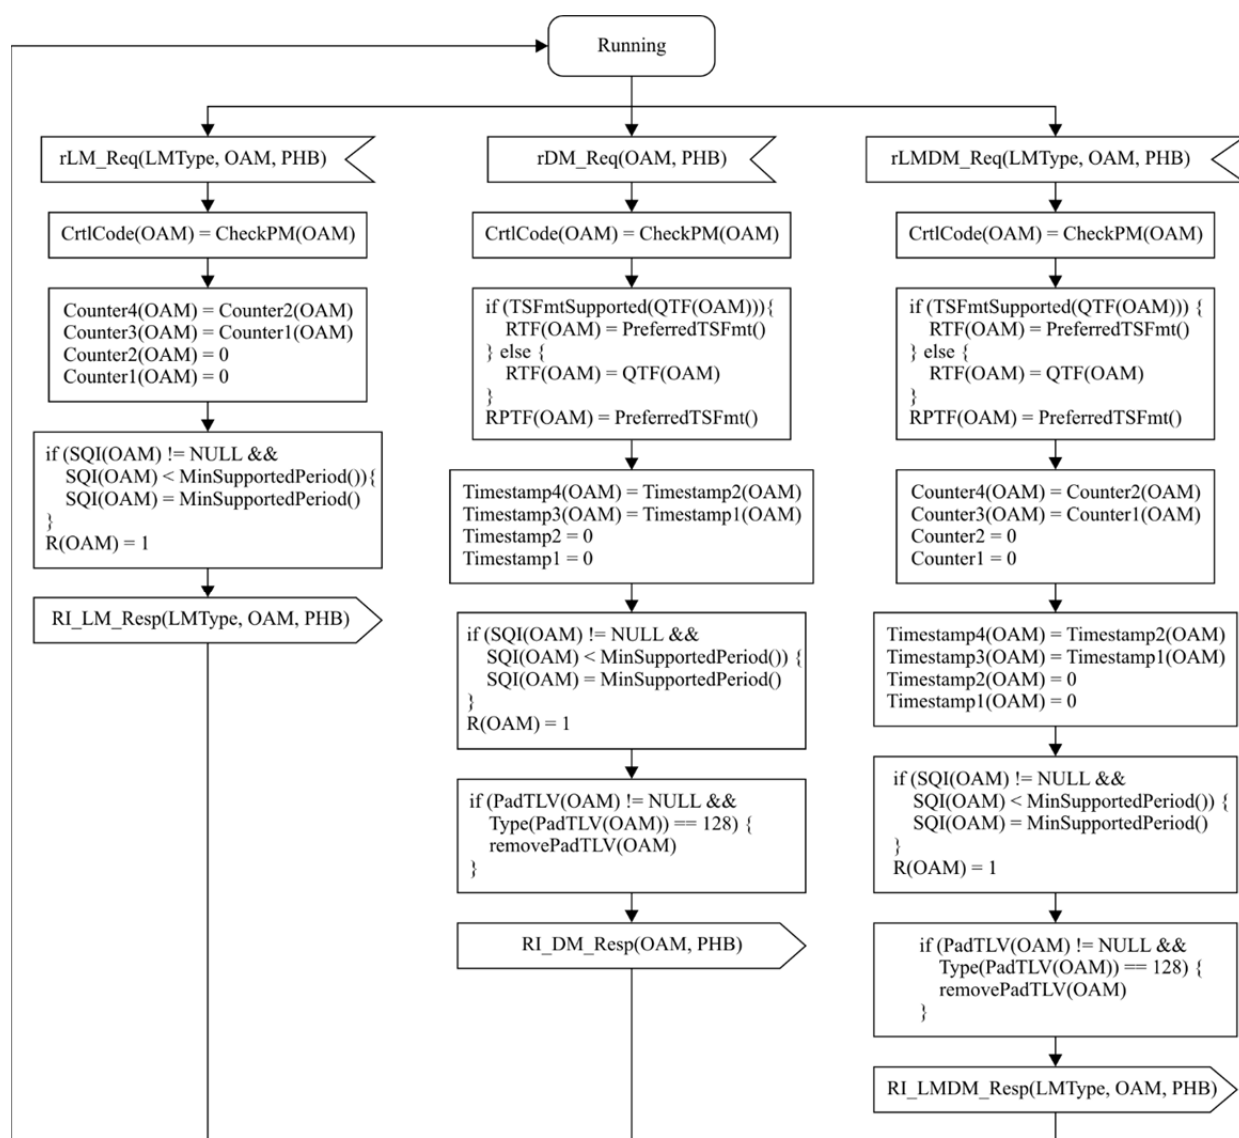 Running
rLM_Req(LMType, OAM, PHB)
CrtlCode(OAM) = CheckPM(OAM)
Counter4(OAM) = Counter2(OAM)
Counter3(OAM) = Counter1(OAM)
Counter2(OAM) = 0
Counter1(OAM) = 0
if (SQI(OAM) != NULL &&
SQI(OAM) < MinSupportedPeriod()){
SQI(OAM) = MinSupportedPeriod()
}
R(OAM) = 1
RI_LM_Resp(LMType, OAM, PHB)
rDM_Req(OAM, PHB)
CrtlCode(OAM) = CheckPM(OAM)
if (TSFmtSupported(QTF(OAM))){
RTF(OAM) = PreferredTSFmt()
} else {
RTF(OAM) = QTF(OAM)
}
RPTF(OAM) = PreferredTSFmt()
Timestamp4(OAM) = Timestamp2(OAM)
Timestamp3(OAM) = Timestamp1(OAM)
Timestamp2 = 0
Timestamp1 = 0
if (SQI(OAM) != NULL &&
SQI(OAM) < MinSupportedPeriod()) {
SQI(OAM) = MinSupportedPeriod()
}
R(OAM) = 1
if (PadTLV(OAM) != NULL &&
Type(PadTLV(OAM)) == 128) {
removePadTLV(OAM)
}
RI_DM_Resp(OAM, PHB)
rLMDM_Req(LMType, OAM, PHB)
CrtlCode(OAM) = CheckPM(OAM)
if (TSFmtSupported(QTF(OAM))) {
RTF(OAM) = PreferredTSFmt()
} else {
RTF(OAM) = QTF(OAM)
}
RPTF(OAM) = PreferredTSFmt()
Counter4(OAM) = Counter2(OAM)
Counter3(OAM) = Counter1(OAM)
Counter2 = 0
Counter1 = 0
Timestamp4(OAM) = Timestamp2(OAM)
Timestamp3(OAM) = Timestamp1(OAM)
Timestamp2(OAM) = 0
Timestamp1(OAM) = 0
if (SQI(OAM) != NULL &&
SQI(OAM) < MinSupportedPeriod()) {
SQI(OAM) = MinSupportedPeriod()
}
R(OAM) = 1
if (PadTLV(OAM) != NULL &&
Type(PadTLV(OAM)) == 128) {
removePadTLV(OAM)
}
RI_LMDM_Resp(LMType, OAM, PHB)